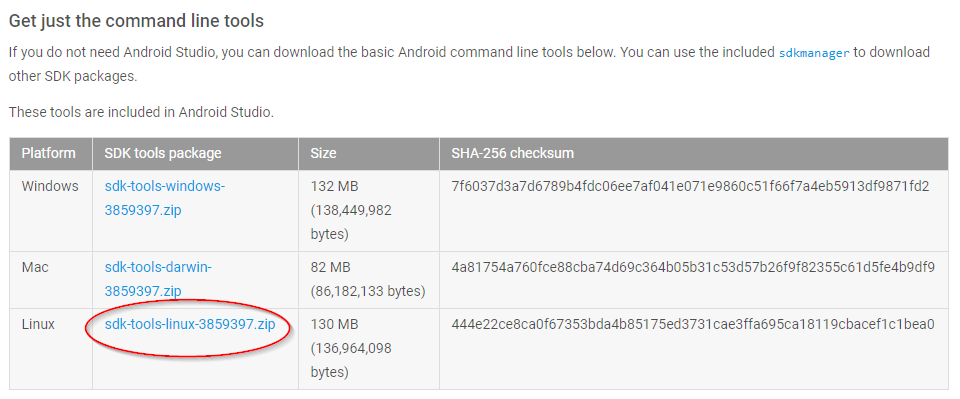 Get just the command line tools
If you do not need Android Studio, you can download the basic Android command line tools below. You can use the included sdkmanager to download
other SDK packages.
These tools are included in Android Studio.
Platform SDK tools package Size SHA-256 checksum
Windows sdk-tools-windows- 132 MB 7f6037d3a7d6789b4fdc06ee7af041e071e9860c51f66f7a4eb5913df9871fd2
3859397.zip (138,449,982
bytes)
Mac sdk-tools-darwin- 82 MB 4a81754a760fce88cba74d69c364b05b31c53d57b26f9f82355c61d5fe4b9df9
3859397.zip (86,182,133 bytes)
Linux sdk-tools-linux-3859397.zip 130 MB 444e22ce8ca0f67353bda4b85175ed3731cae3ffa695ca18119cbacef1c1bea0
(136,964,098
bytes)